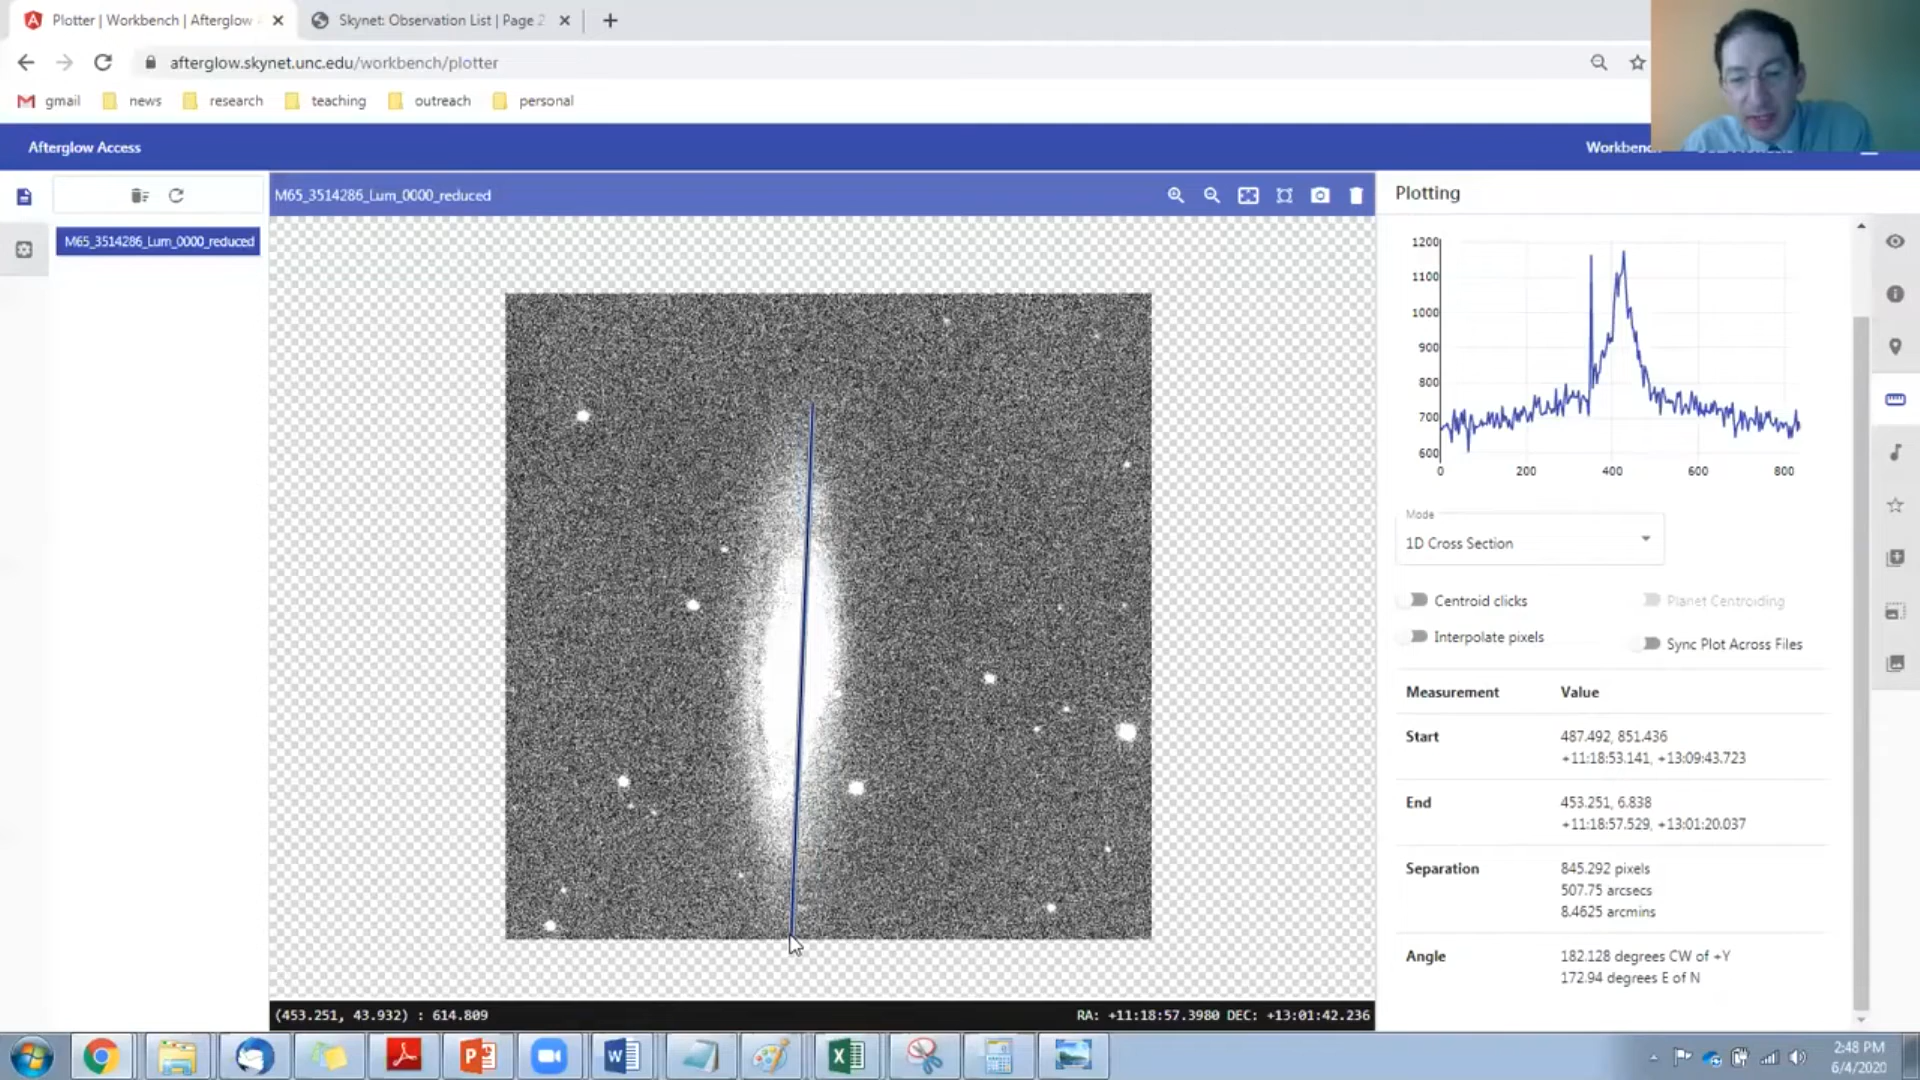 Plotter | Workbench | Afterglow
Skynet: Observation List | Page 2
afterglow.skynet.unc.edu/workbench/plotter
gmail news research teaching outreach personal
Afterglow Access
Workbench
M65_3514286_Lum_0000_reduced
Plotting
M65_3514286_Lum_0000_reduced
1200
1100
1000
900
800
700
600
0 200 400 600 800
Mode
1D Cross Section
Centroid clicks Planet Centroiding
Interpolate pixels Sync Plot Across Files
Measurement Value
Start 487.492, 851.436
+11:18:53.141, +13:09:43.723
End 453.251, 6.838
+11:18:57.529, +13:01:20.037
Separation 845.292 pixels
507.75 arcsecs
8.4625 arcmins
Angle 182.128 degrees CW of +Y
172.94 degrees E of N
(453.251, 43.932) : 614.809 RA: +11:18:57.3980 DEC: +13:01:42.236
2:48 PM
6/4/2020